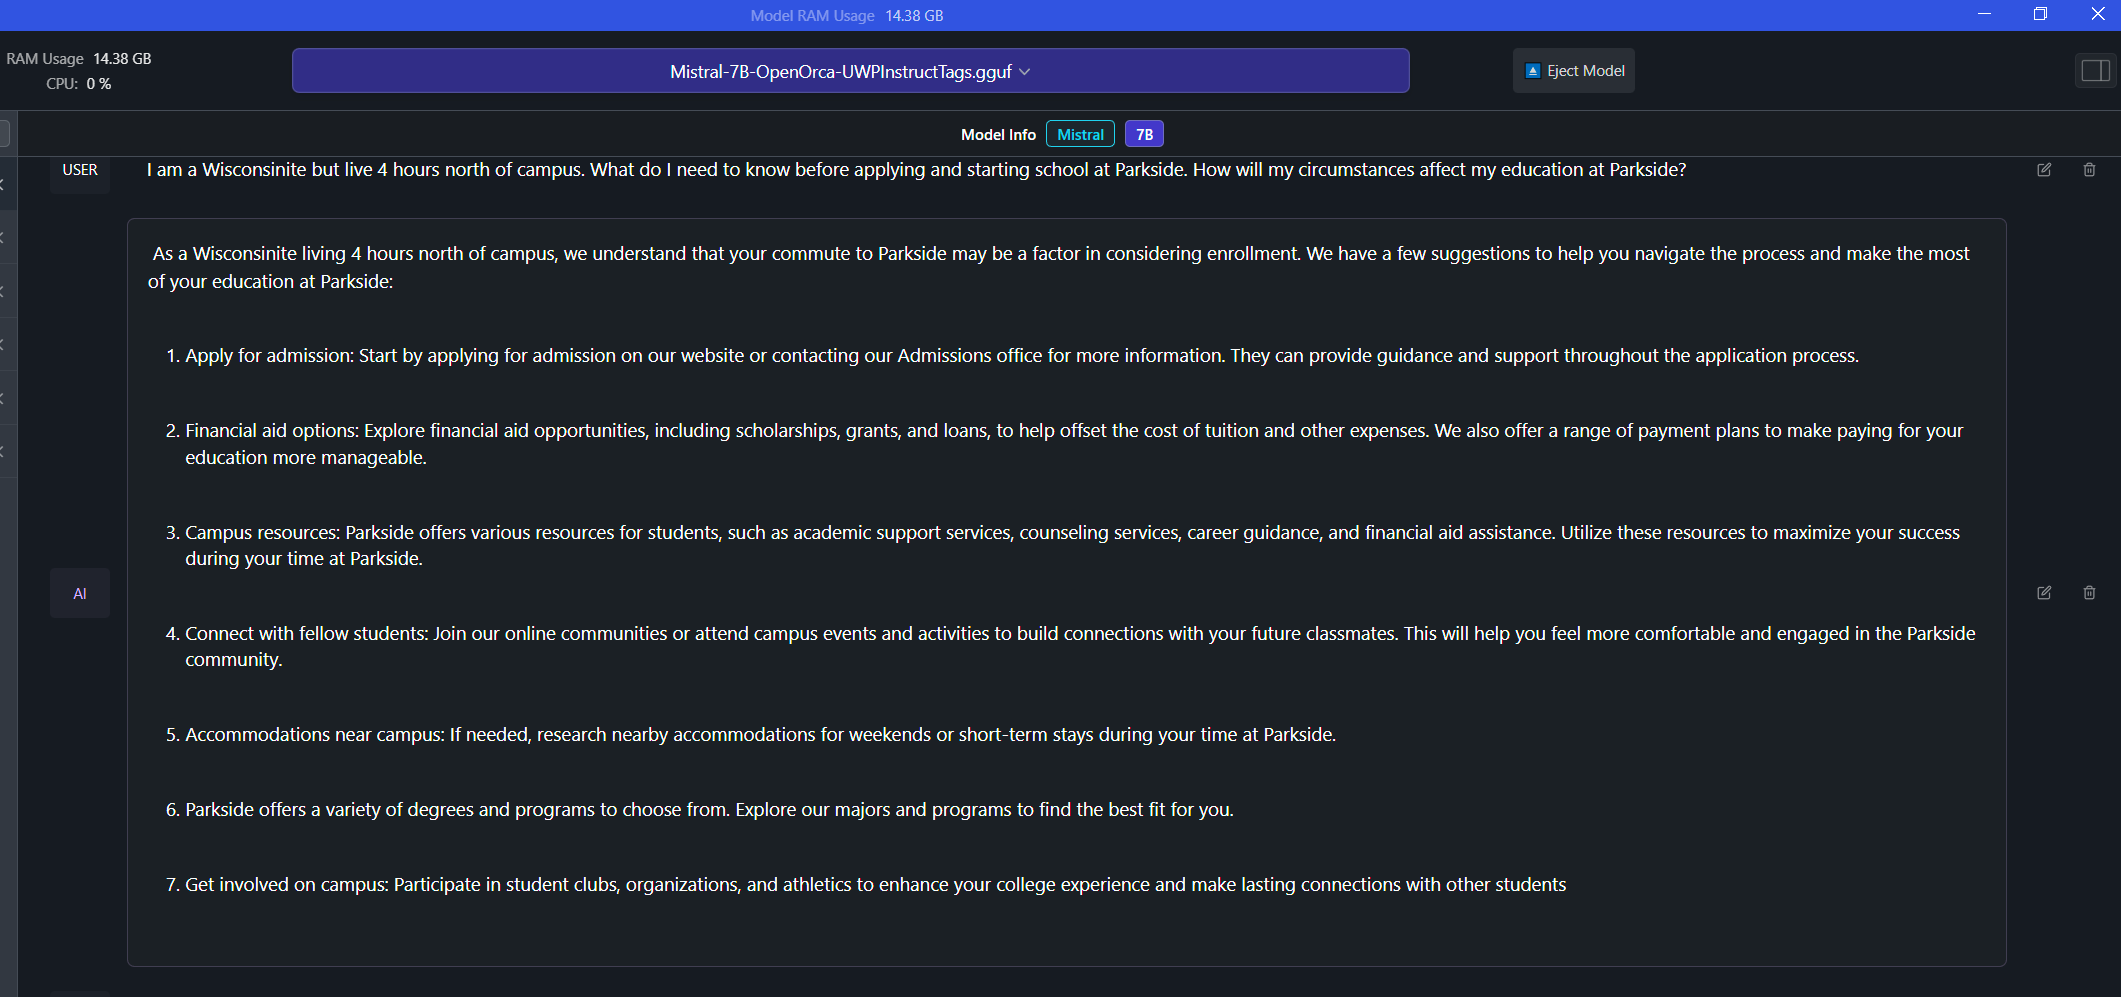 Model RAM Usage 14.38 GB
RAM Usage 14.38 GB
CPU: 0 %
Mistral-7B-OpenOrca-UWPInstructTags.gguf
Eject Model
Model Info Mistral 7B
USER
I am a Wisconsinite but live 4 hours north of campus. What do I need to know before applying and starting school at Parkside. How will my circumstances affect my education at Parkside?
As a Wisconsinite living 4 hours north of campus, we understand that your commute to Parkside may be a factor in considering enrollment. We have a few suggestions to help you navigate the process and make the most
of your education at Parkside:
1. Apply for admission: Start by applying for admission on our website or contacting our Admissions office for more information. They can provide guidance and support throughout the application process.
2. Financial aid options: Explore financial aid opportunities, including scholarships, grants, and loans, to help offset the cost of tuition and other expenses. We also offer a range of payment plans to make paying for your
education more manageable.
3. Campus resources: Parkside offers various resources for students, such as academic support services, counseling services, career guidance, and financial aid assistance. Utilize these resources to maximize your success
during your time at Parkside.
AI
4. Connect with fellow students: Join our online communities or attend campus events and activities to build connections with your future classmates. This will help you feel more comfortable and engaged in the Parkside
community.
5. Accommodations near campus: If needed, research nearby accommodations for weekends or short-term stays during your time at Parkside.
6. Parkside offers a variety of degrees and programs to choose from. Explore our majors and programs to find the best fit for you.
7. Get involved on campus: Participate in student clubs, organizations, and athletics to enhance your college experience and make lasting connections with other students